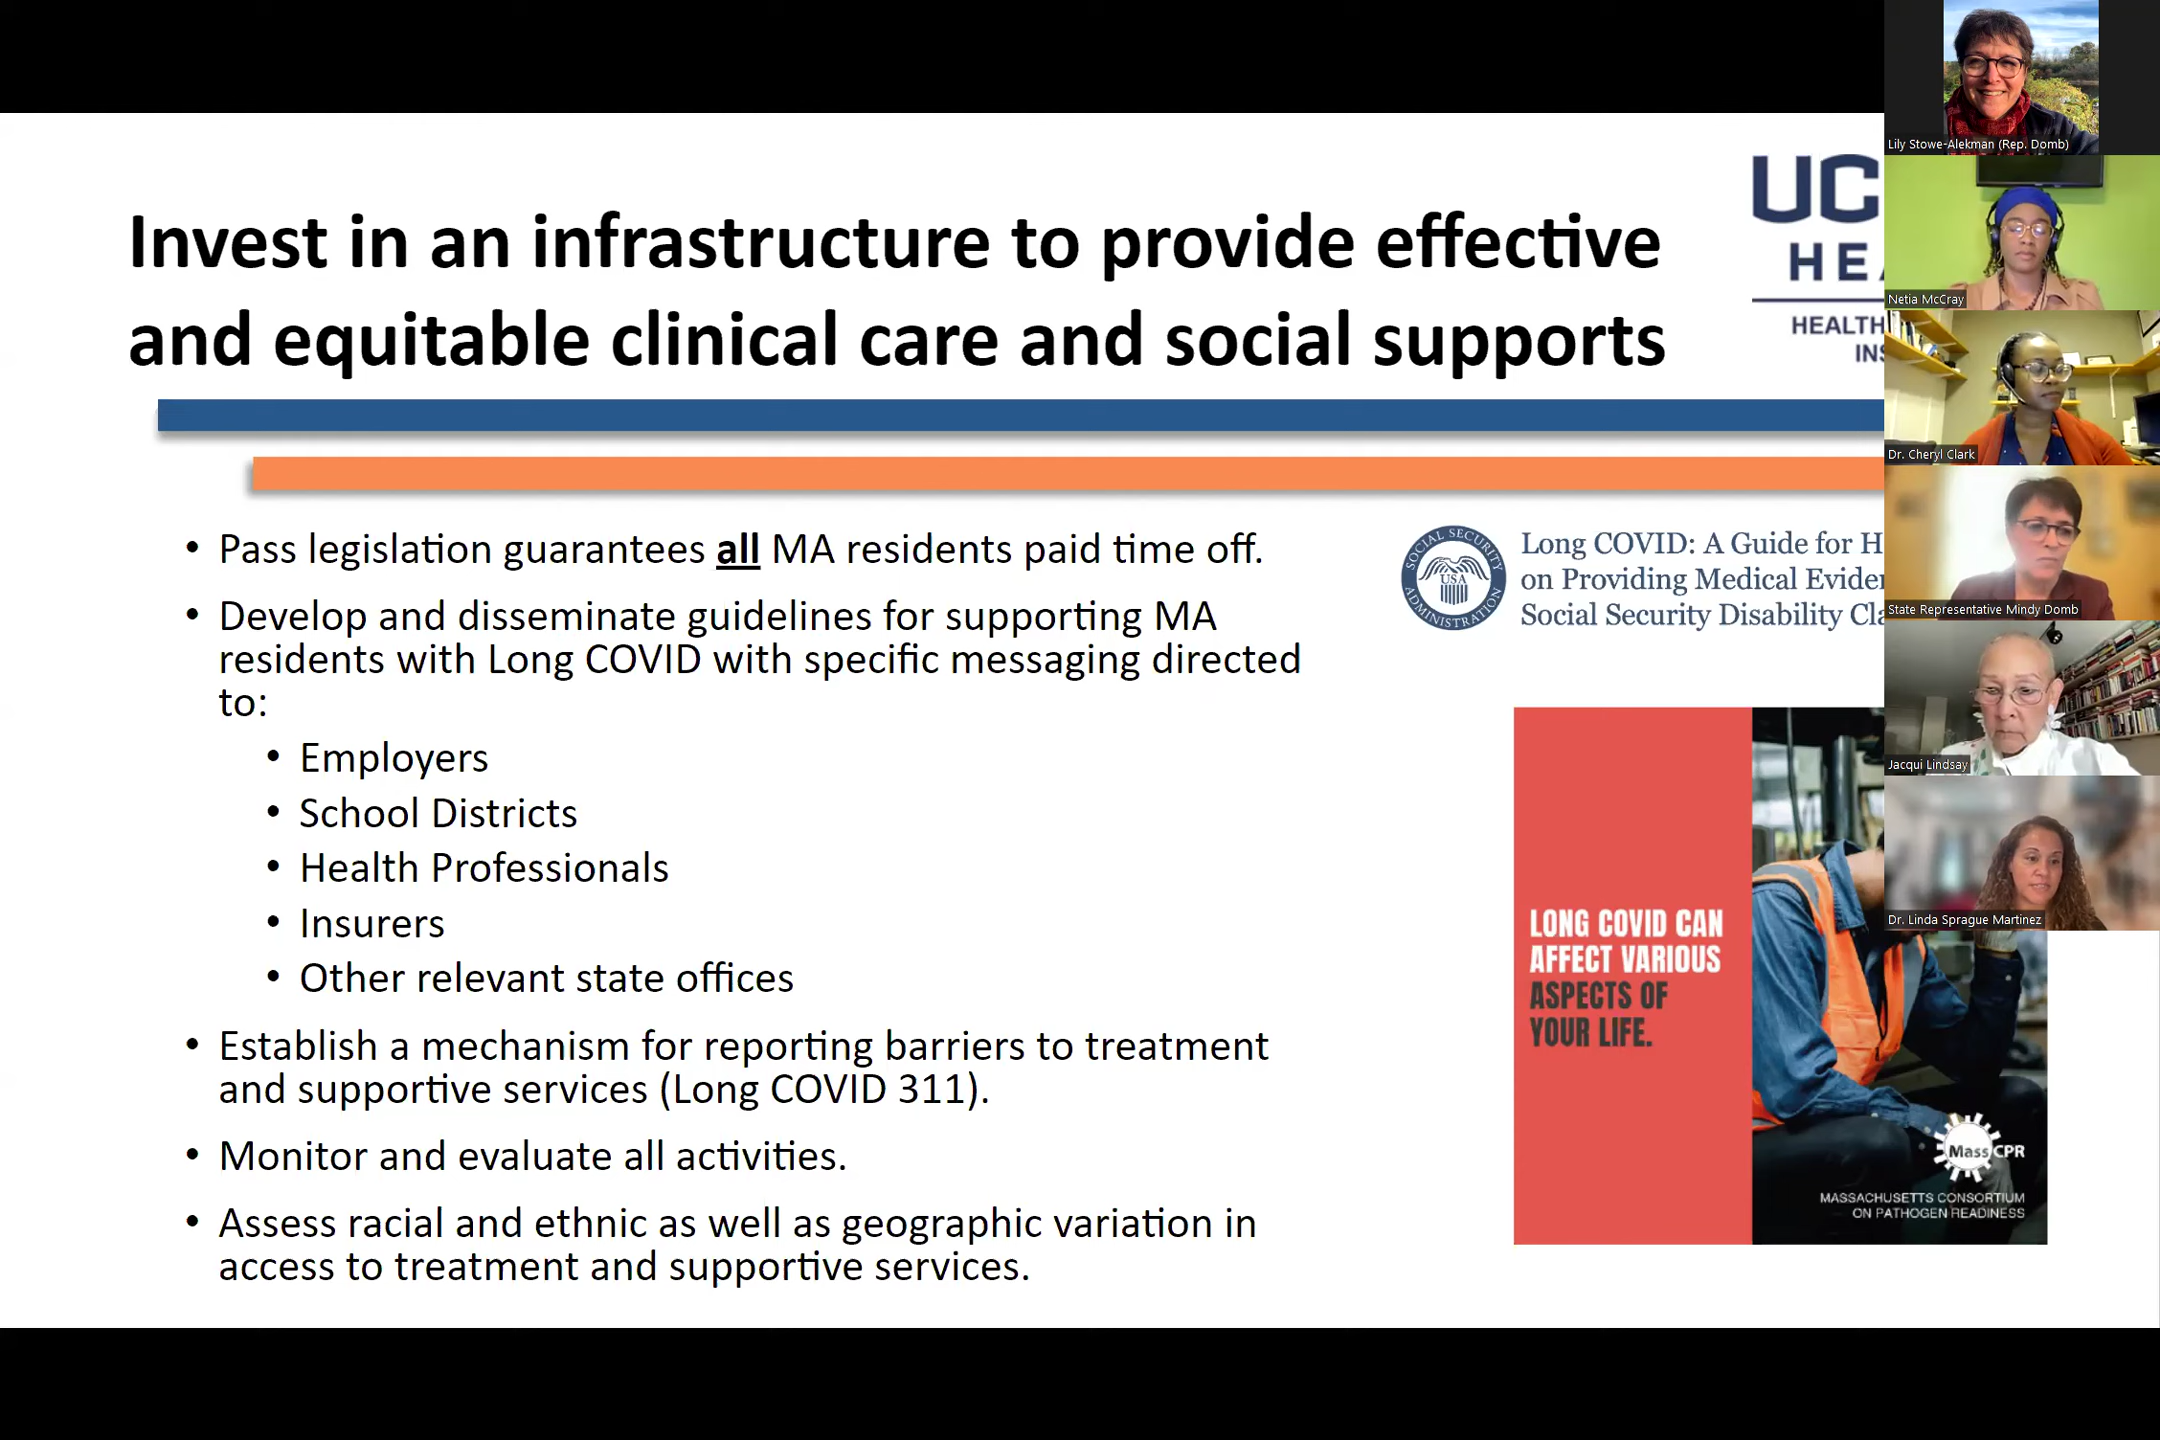 Invest in an infrastructure to provide effective
and equitable clinical care and social supports
UC
HEA
HEALTH
INS
• Pass legislation guarantees all MA residents paid time off.
• Develop and disseminate guidelines for supporting MA
residents with Long COVID with specific messaging directed
to:
• Employers
• School Districts
• Health Professionals
• Insurers
• Other relevant state offices
• Establish a mechanism for reporting barriers to treatment
and supportive services (Long COVID 311).
• Monitor and evaluate all activities.
• Assess racial and ethnic as well as geographic variation in
access to treatment and supportive services.
SOCIAL SECURITY
USA
ADMINISTRATION
Long COVID: A Guide for H
on Providing Medical Eviden
Social Security Disability Cla
LONG COVID CAN
AFFECT VARIOUS
ASPECTS OF
YOUR LIFE.
MassCPR
MASSACHUSETTS CONSORTIUM
ON PATHOGEN READINESS
Lily Stowe-Alekman (Rep. Domb)
Netia McCray
Dr. Cheryl Clark
State Representative Mindy Domb
Jacqui Lindsay
Dr. Linda Sprague Martinez